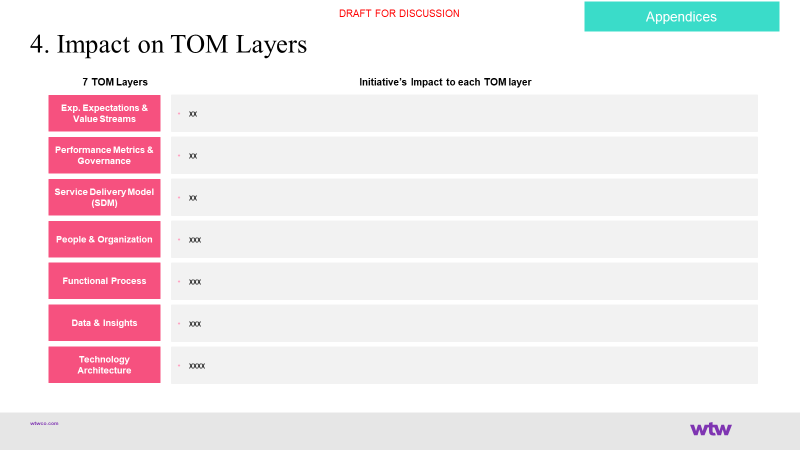 DRAFT FOR DISCUSSION
Appendices
4. Impact on TOM Layers
7 TOM Layers
Initiative's Impact to each TOM layer
Exp. Expectations &
Value Streams
• xx
Performance Metrics &
Governance
• xx
Service Delivery Model
(SDM)
• xx
People & Organization
• xxx
Functional Process
• xxx
Data & Insights
• xxx
Technology
Architecture
• xxxx
wtwco.com
wtw